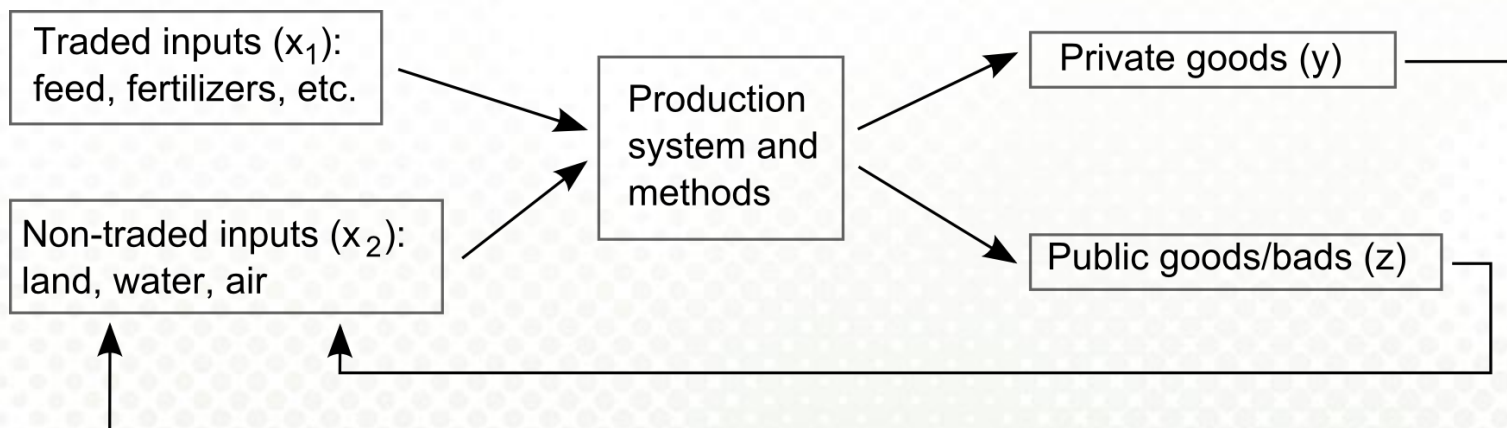 Traded inputs (x₁):
feed, fertilizers, etc.
Non-traded inputs (x₂):
land, water, air
Production
system and
methods
Private goods (y)
Public goods/bads (z)